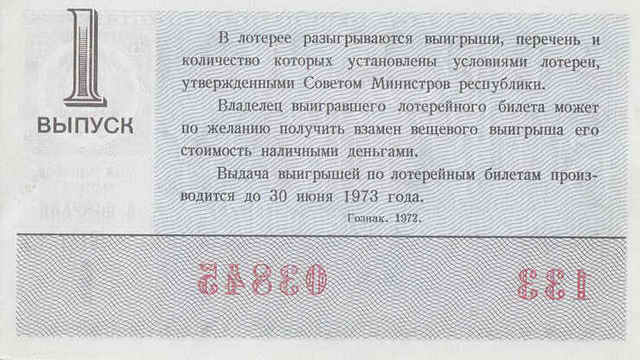 1
ВЫПУСК
В лотерее разыгрываются выигрыши, перечень и
количество которых установлены условиями лотереи,
утвержденными Советом Министров республики.
Владелец выигравшего лотерейного билета может
по желанию получить взамен вещевого выигрыша его
стоимость наличными деньгами.
Выдача выигрышей по лотерейным билетам произ-
водится до 30 июня 1973 года.
Гознак. 1972.
03845 133